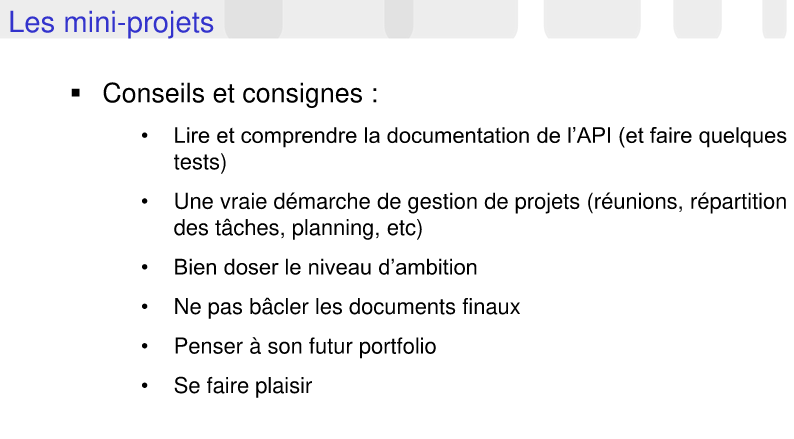 Les mini-projets
▪ Conseils et consignes :
• Lire et comprendre la documentation de l'API (et faire quelques
tests)
• Une vraie démarche de gestion de projets (réunions, répartition
des tâches, planning, etc)
• Bien doser le niveau d'ambition
• Ne pas bâcler les documents finaux
• Penser à son futur portfolio
• Se faire plaisir